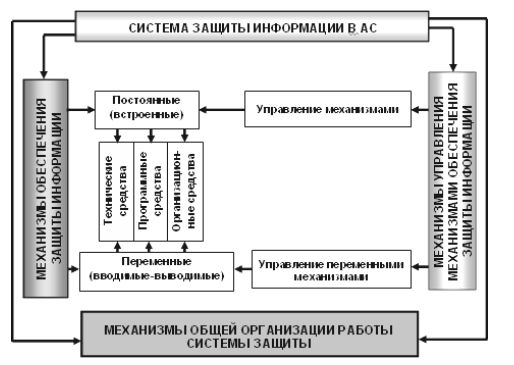 СИСТЕМА ЗАЩИТЫ ИНФОРМАЦИИ В АС
МЕХАНИЗМЫ ОБЕСПЕЧЕНИЯ
ЗАЩИТЫ ИНФОРМАЦИИ
Постоянные
(встроенные)
Управление механизмами
Технические
средства
Программные
средства
Организацион-
ные средства
Переменные
(вводимые-выводимые)
Управление переменными
механизмами
МЕХАНИЗМЫ УПРАВЛЕНИЯ
МЕХАНИЗМАМИ ОБЕСПЕЧЕНИЯ
ЗАЩИТЫ ИНФОРМАЦИИ
МЕХАНИЗМЫ ОБЩЕЙ ОРГАНИЗАЦИИ РАБОТЫ
СИСТЕМЫ ЗАЩИТЫ